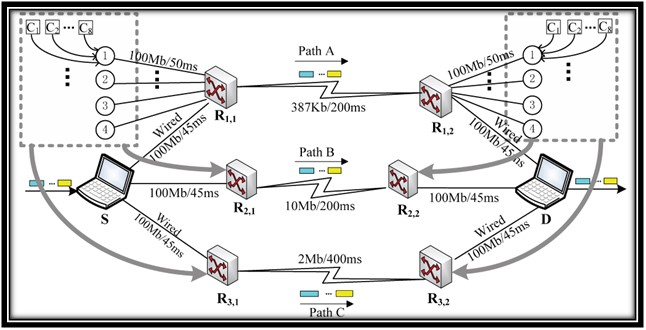 C1 C2 ··· C8
C1 C2 ··· C8
1
2
3
4
1
2
3
4
100Mb/50ms
Path A
100Mb/50ms
387Kb/200ms
R1,1
R1,2
Wired
100Mb/45ms
Wired
100Mb/45ms
Path B
100Mb/45ms
10Mb/200ms
100Mb/45ms
R2,1
R2,2
S
D
Wired
100Mb/45ms
Wired
100Mb/45ms
2Mb/400ms
R3,1
R3,2
Path C